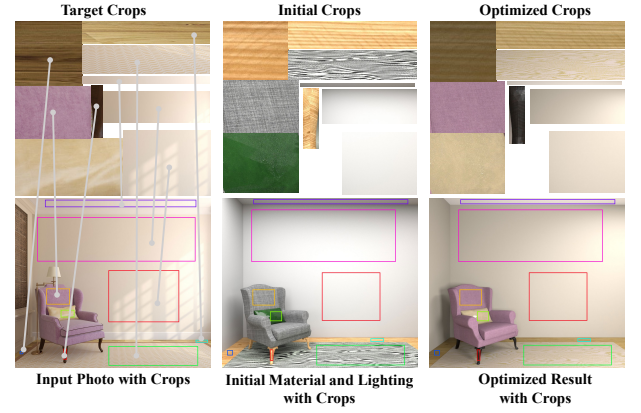 Target Crops
Initial Crops
Optimized Crops
Input Photo with Crops
Initial Material and Lighting
with Crops
Optimized Result
with Crops